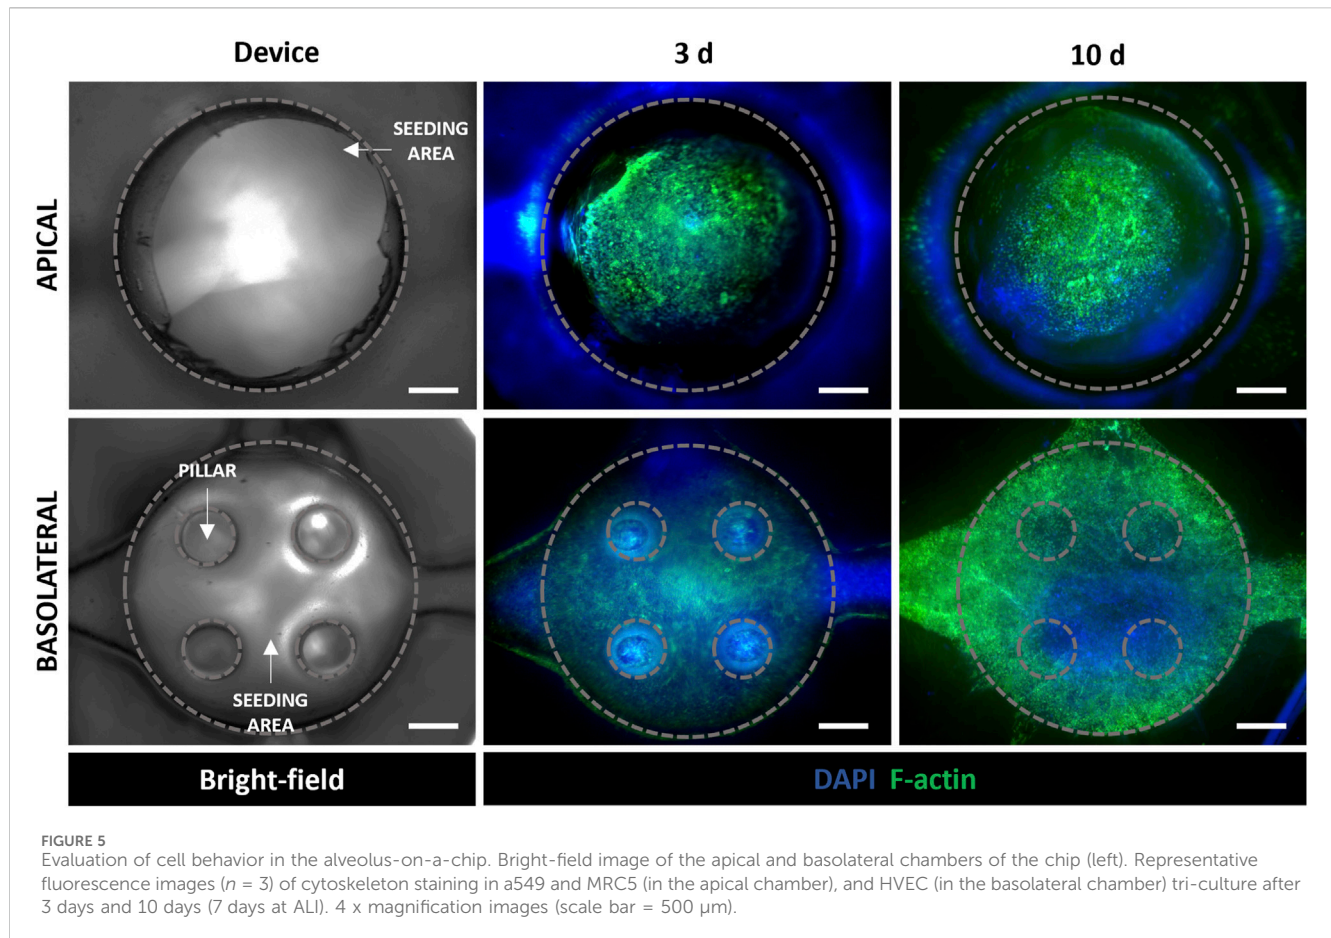 Device
3 d
10 d
APICAL
SEEDING
AREA
BASOLATERAL
PILLAR
SEEDING
AREA
Bright-field
DAPI F-actin
FIGURE 5
Evaluation of cell behavior in the alveolus-on-a-chip. Bright-field image of the apical and basolateral chambers of the chip (left). Representative
fluorescence images (n = 3) of cytoskeleton staining in a549 and MRC5 (in the apical chamber), and HVEC (in the basolateral chamber) tri-culture after
3 days and 10 days (7 days at ALI). 4 x magnification images (scale bar = 500 μm).